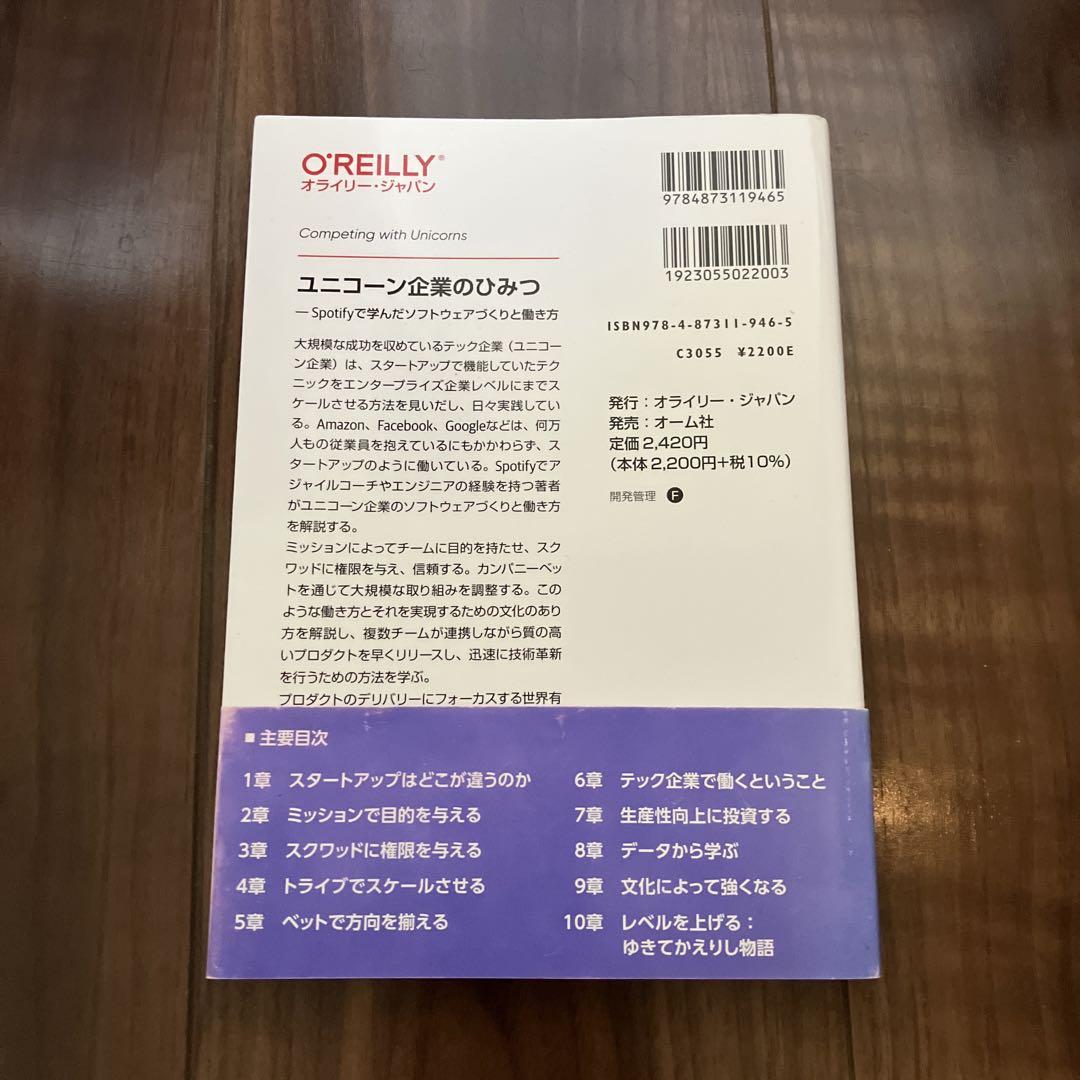 O'REILLY®
オライリー・ジャパン
Competing with Unicorns
ユニコーン企業のひみつ
— Spotifyで学んだソフトウェアづくりと働き方
大規模な成功を収めているテック企業（ユニコー
ン企業）は、スタートアップで機能していたテク
ニックをエンタープライズ企業レベルにまでス
ケールさせる方法を見いだし、日々実践してい
る。Amazon、Facebook、Googleなどは、何万
人もの従業員を抱えているにもかかわらず、ス
タートアップのように働いている。Spotifyでア
ジャイルコーチやエンジニアの経験を持つ著者
がユニコーン企業のソフトウェアづくりと働き方
を解説する。
ミッションによってチームに目的を持たせ、スク
ワッドに権限を与え、信頼する。カンパニーベッ
トを通じて大規模な取り組みを調整する。この
ような働き方とそれを実現するための文化のあり
方を解説し、複数チームが連携しながら質の高
いプロダクトを早くリリースし、迅速に技術革新
を行うための方法を学ぶ。
プロダクトのデリバリーにフォーカスする世界有
9784873119465
1923055022003
ISBN978-4-87311-946-5
C3055 ¥2200E
発行：オライリー・ジャパン
発売：オーム社
定価2,420円
（本体2,200円+税10%）
開発管理 F
■ 主要目次
1章 スタートアップはどこが違うのか
2章 ミッションで目的を与える
3章 スクワッドに権限を与える
4章 トライブでスケールさせる
5章 ベットで方向を揃える
6章 テック企業で働くということ
7章 生産性向上に投資する
8章 データから学ぶ
9章 文化によって強くなる
10章 レベルを上げる：
ゆきてかえりし物語